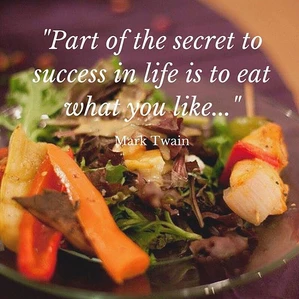 "Part of the secret to
success in life is to eat
what you like..."
Mark Twain